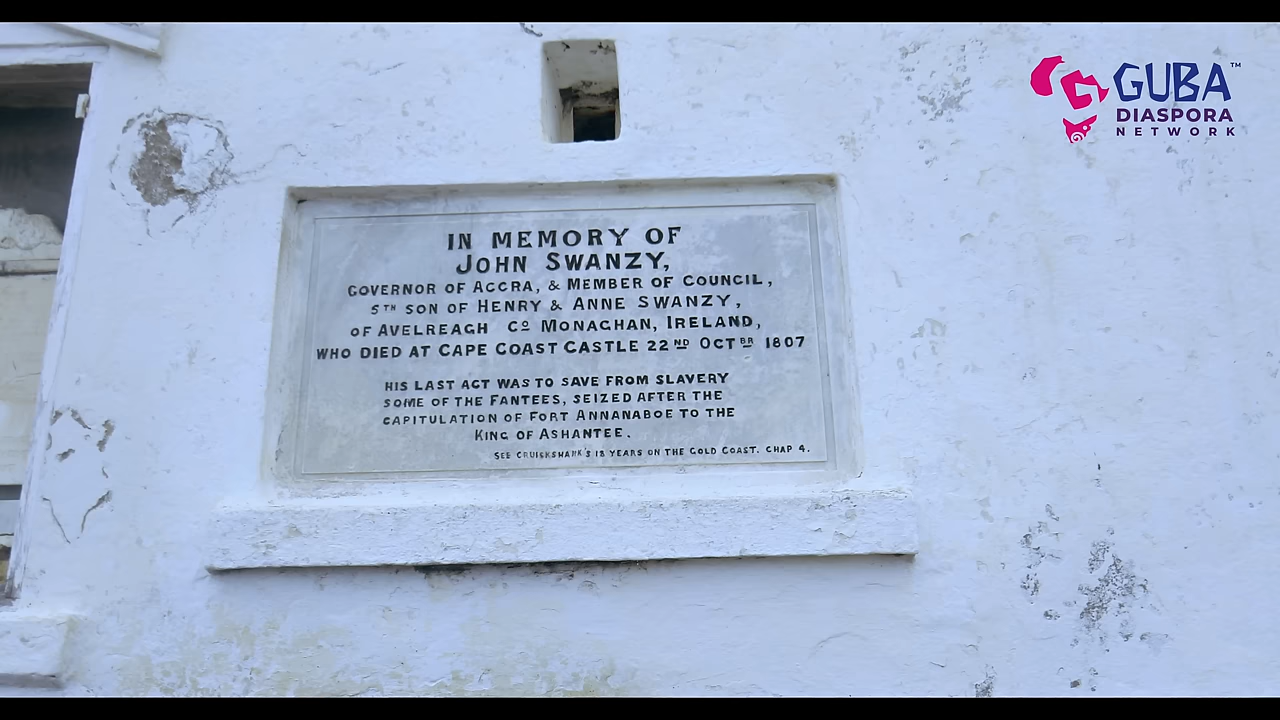 GUBA™
DIASPORA
NETWORK
IN MEMORY OF
JOHN SWANZY,
GOVERNOR OF ACCRA, & MEMBER OF COUNCIL,
5TH SON OF HENRY & ANNE SWANZY,
OF AVELREAGH Co MONAGHAN, IRELAND,
WHO DIED AT CAPE COAST CASTLE 22ND OCTBR 1807
HIS LAST ACT WAS TO SAVE FROM SLAVERY
SOME OF THE FANTEES, SEIZED AFTER THE
CAPITULATION OF FORT ANNANABOE TO THE
KING OF ASHANTEE.
SEE CRUICKSHANK'S 18 YEARS ON THE GOLD COAST. CHAP 4.